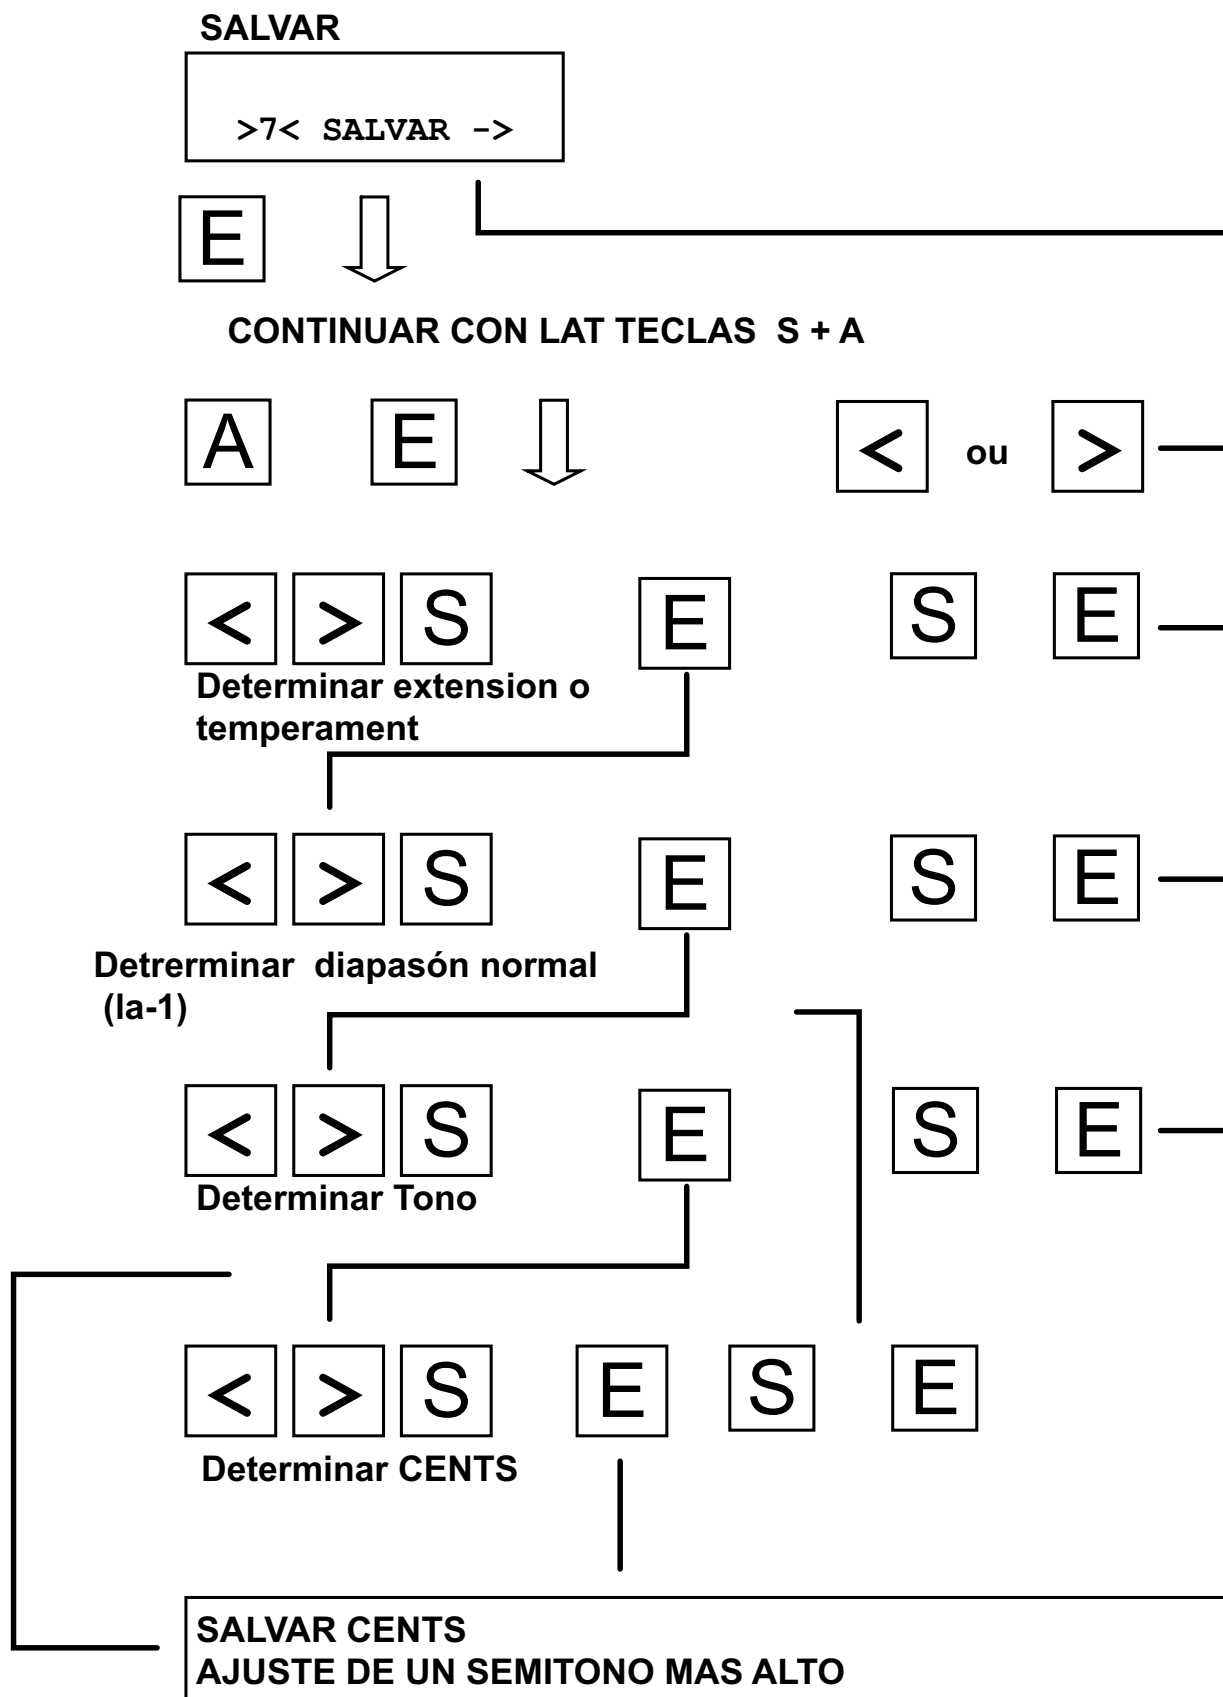 SALVAR
>7< SALVAR ->
E
CONTINUAR CON LAT TECLAS S + A
A E < ou >
< > S E S E
Determinar extension o
temperament
< > S E S E
Detrerminar diapasón normal
(la-1)
< > S E S E
Determinar Tono
< > S E S E
Determinar CENTS
SALVAR CENTS
AJUSTE DE UN SEMITONO MAS ALTO